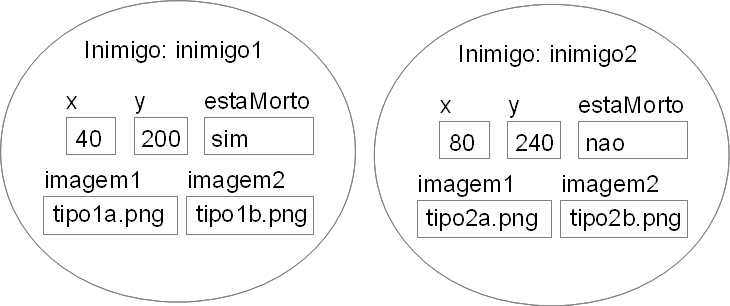 Inimigo: inimigo1
x y estaMorto
40 200 sim
imagem1 imagem2
tipo1a.png tipo1b.png
Inimigo: inimigo2
x y estaMorto
80 240 nao
imagem1 imagem2
tipo2a.png tipo2b.png